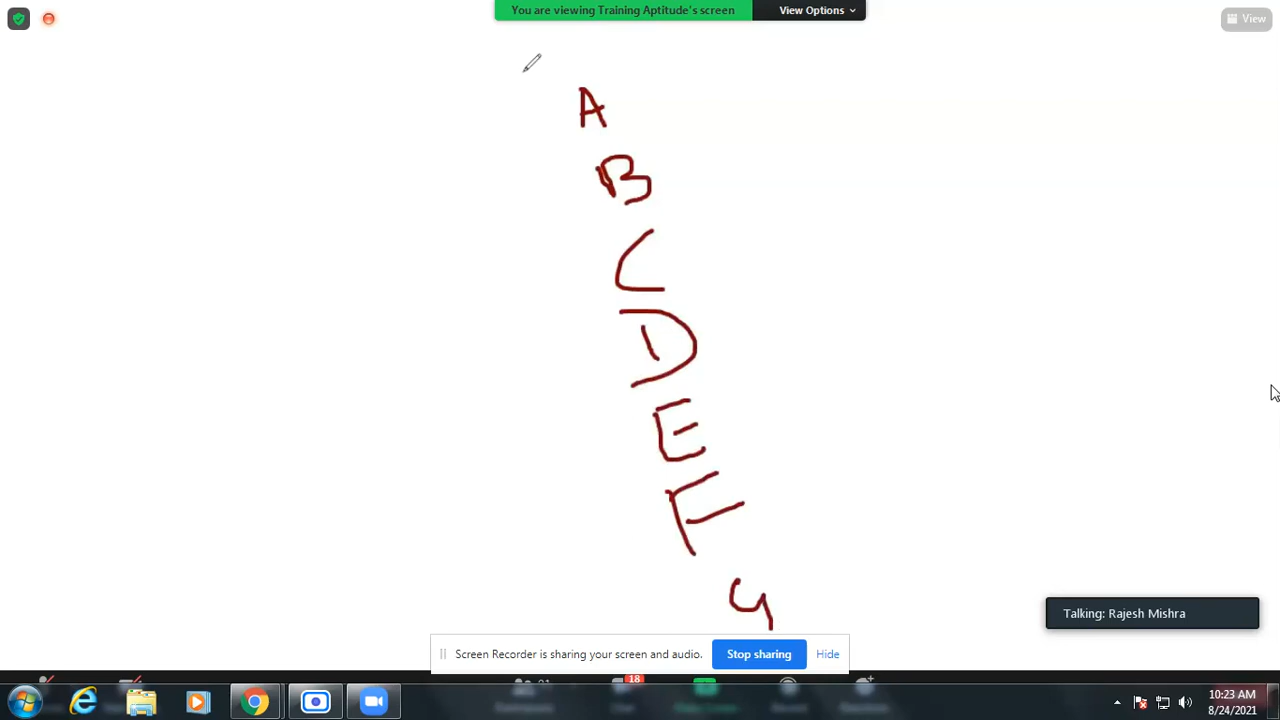 You are viewing Training Aptitude's screen View Options
View
A
B
C
D
E
F
G
Talking: Rajesh Mishra
Screen Recorder is sharing your screen and audio. Stop sharing Hide
18
10:23 AM
8/24/2021